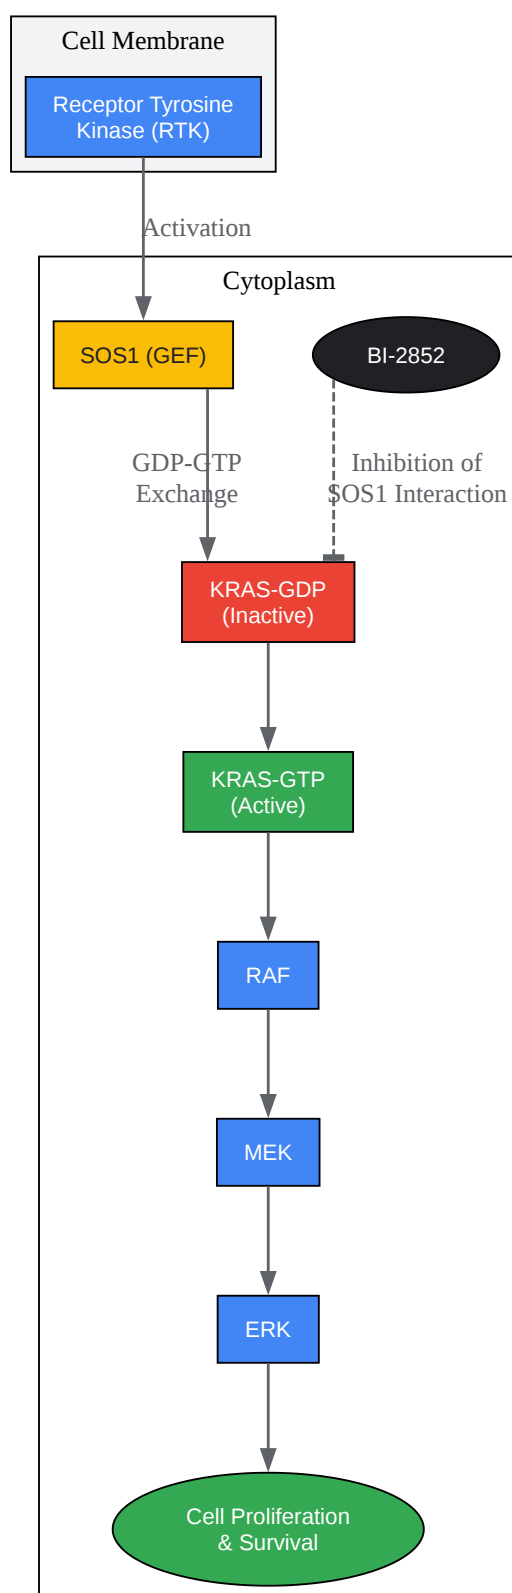 Cell Membrane
Receptor Tyrosine
Kinase (RTK)
Activation
Cytoplasm
SOS1 (GEF)
BI-2852
GDP-GTP
Exchange
Inhibition of
SOS1 Interaction
KRAS-GDP
(Inactive)
KRAS-GTP
(Active)
RAF
MEK
ERK
Cell Proliferation
& Survival